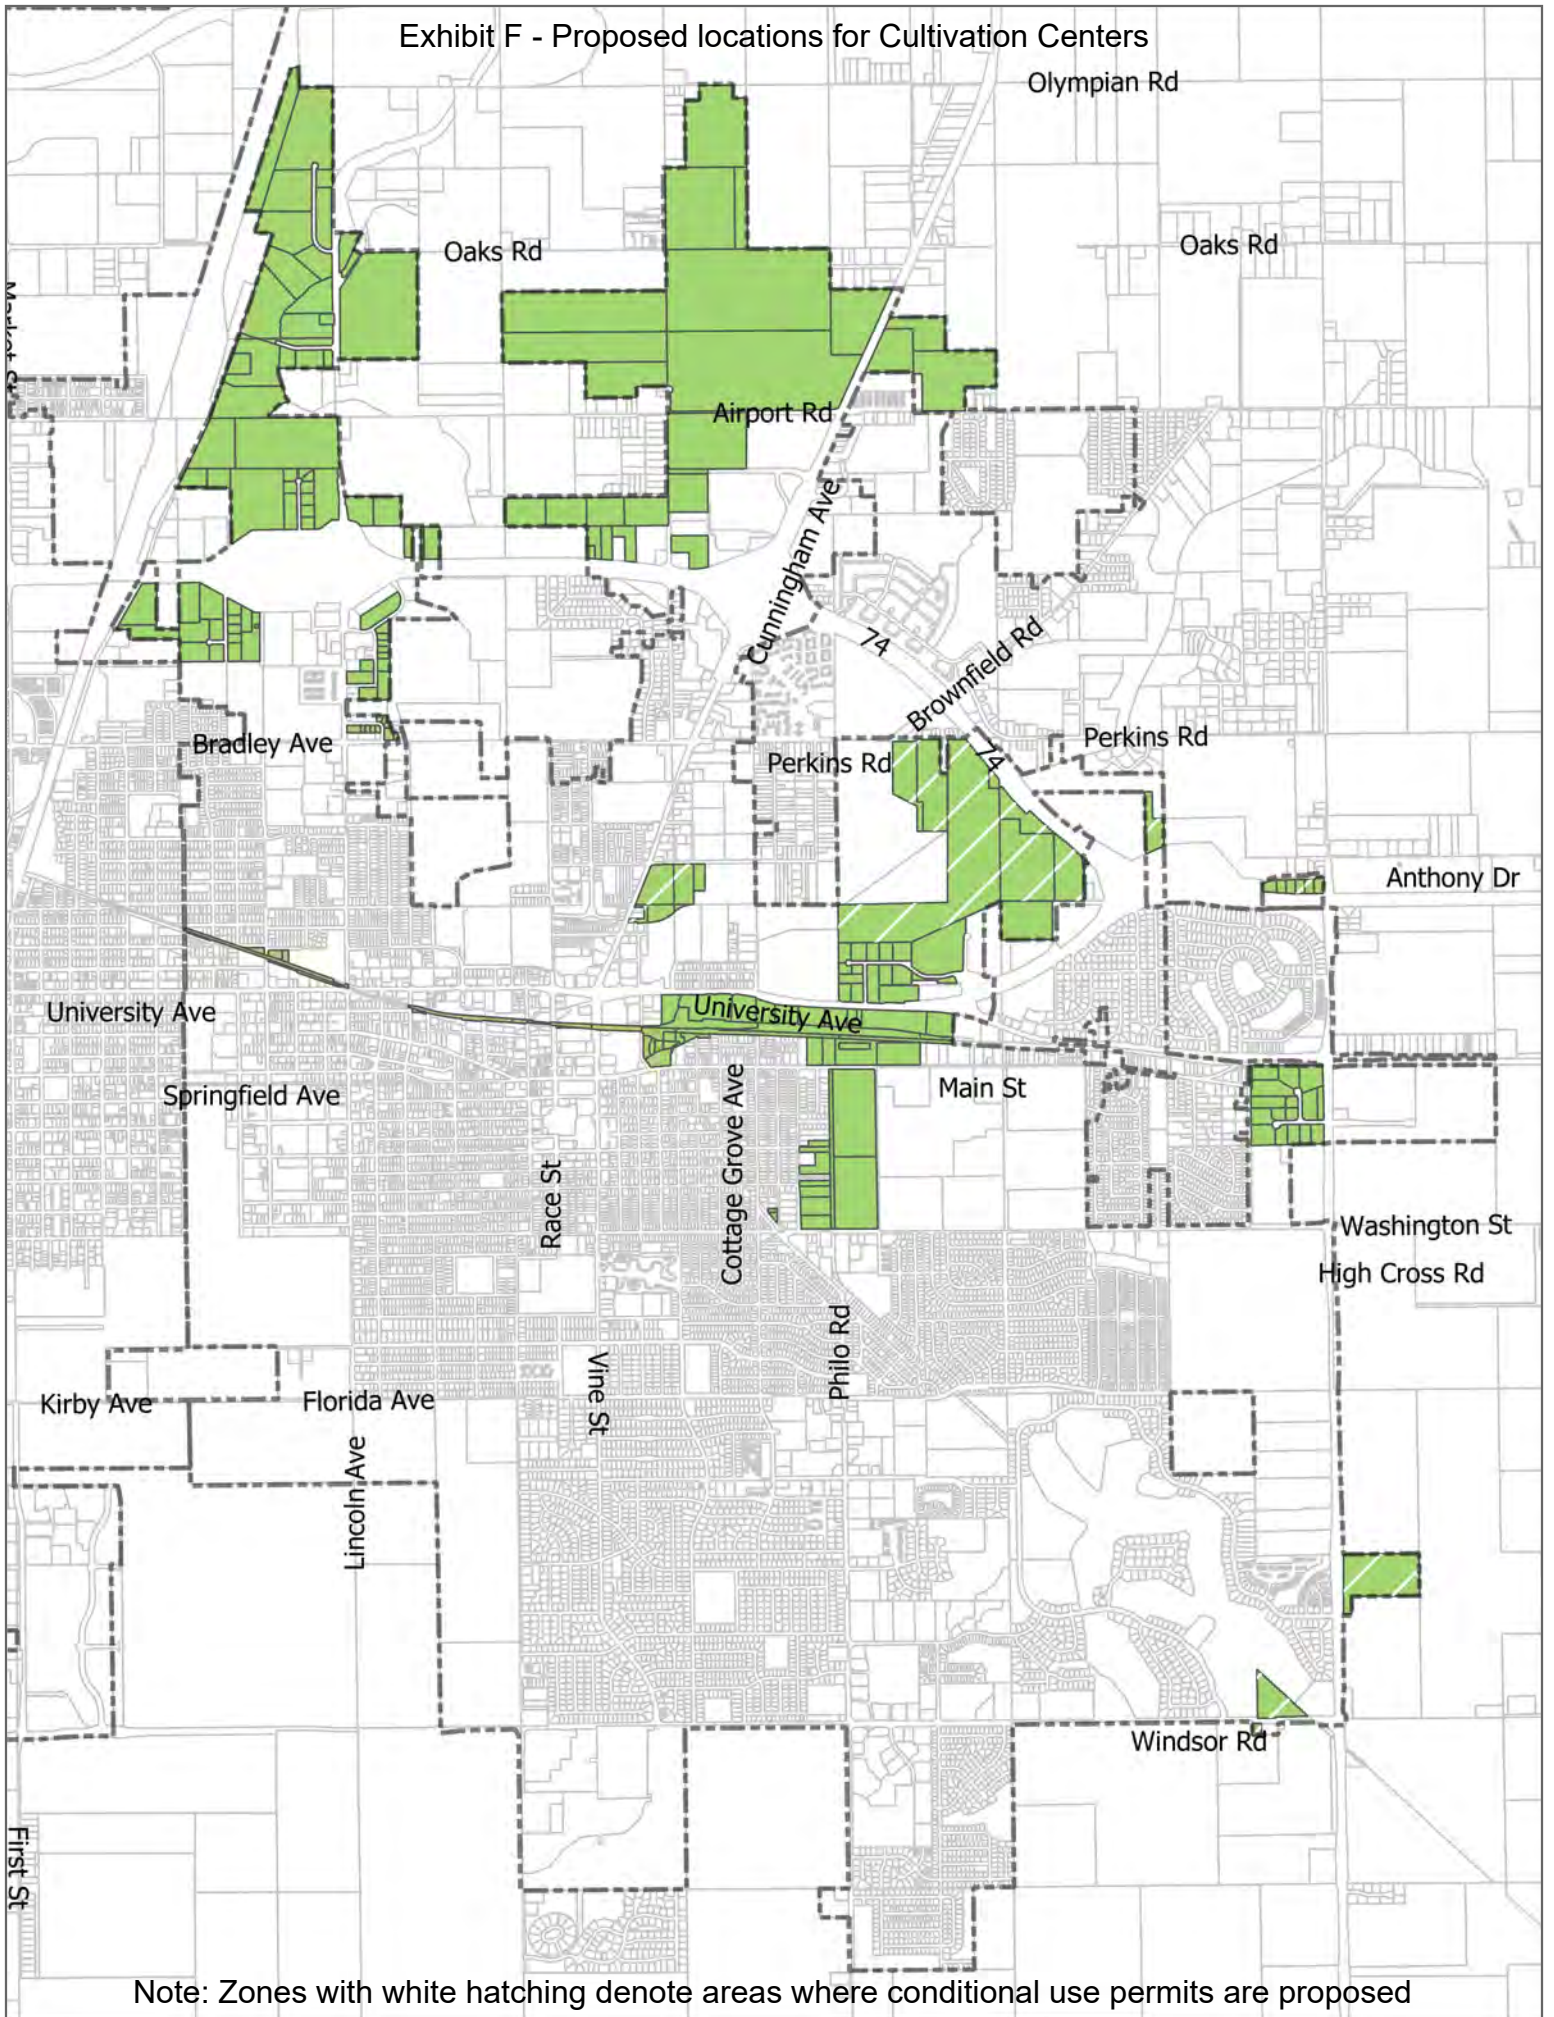 Exhibit F - Proposed locations for Cultivation Centers
Olympian Rd
Oaks Rd
Oaks Rd
Market St
Airport Rd
Cunningham Ave
74
Brownfield Rd
Bradley Ave
Perkins Rd
74
Perkins Rd
Anthony Dr
University Ave
University Ave
Springfield Ave
Main St
Race St
Cottage Grove Ave
Washington St
High Cross Rd
Philo Rd
Vine St
Kirby Ave
Florida Ave
Lincoln Ave
Windsor Rd
First St
Note: Zones with white hatching denote areas where conditional use permits are proposed